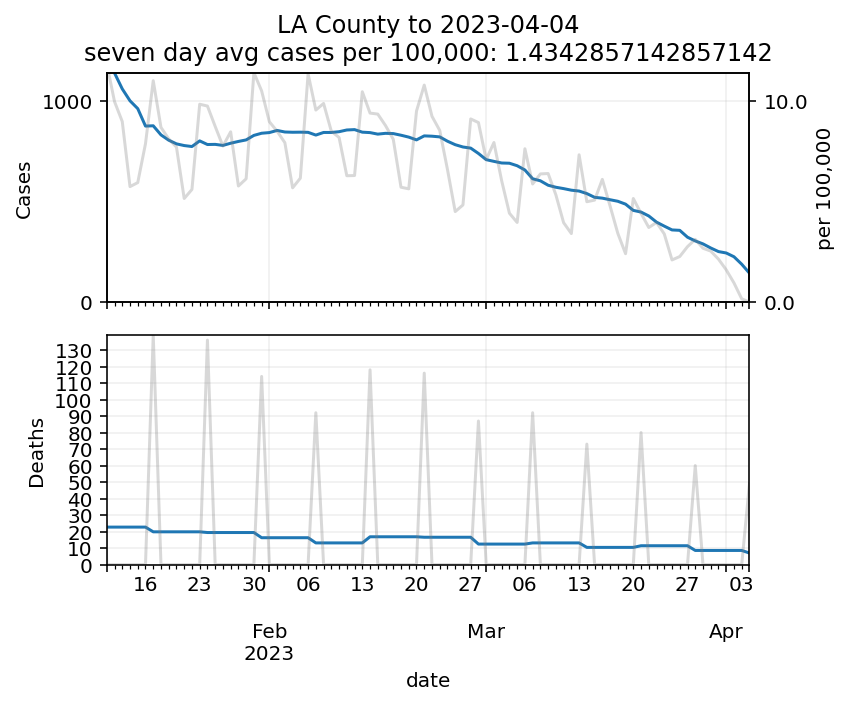 LA County to 2023-04-04
seven day avg cases per 100,000: 1.4342857142857142
1000
0
Cases
10.0
0.0
per 100,000
130
120
110
100
90
80
70
60
50
40
30
20
10
0
Deaths
16 23 30 06 13 20 27 06 13 20 27 03
Feb Mar Apr
2023
date